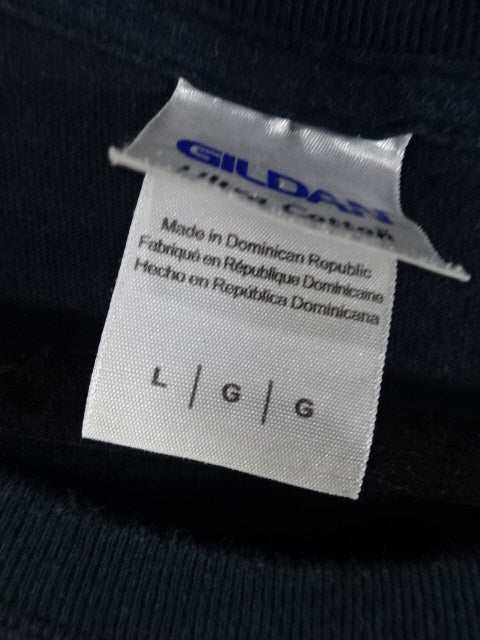 GILDAN
Ultra Cotton
Made in Dominican Republic
Fabriqué en République Dominicaine
Hecho en República Dominicana
L | G | G